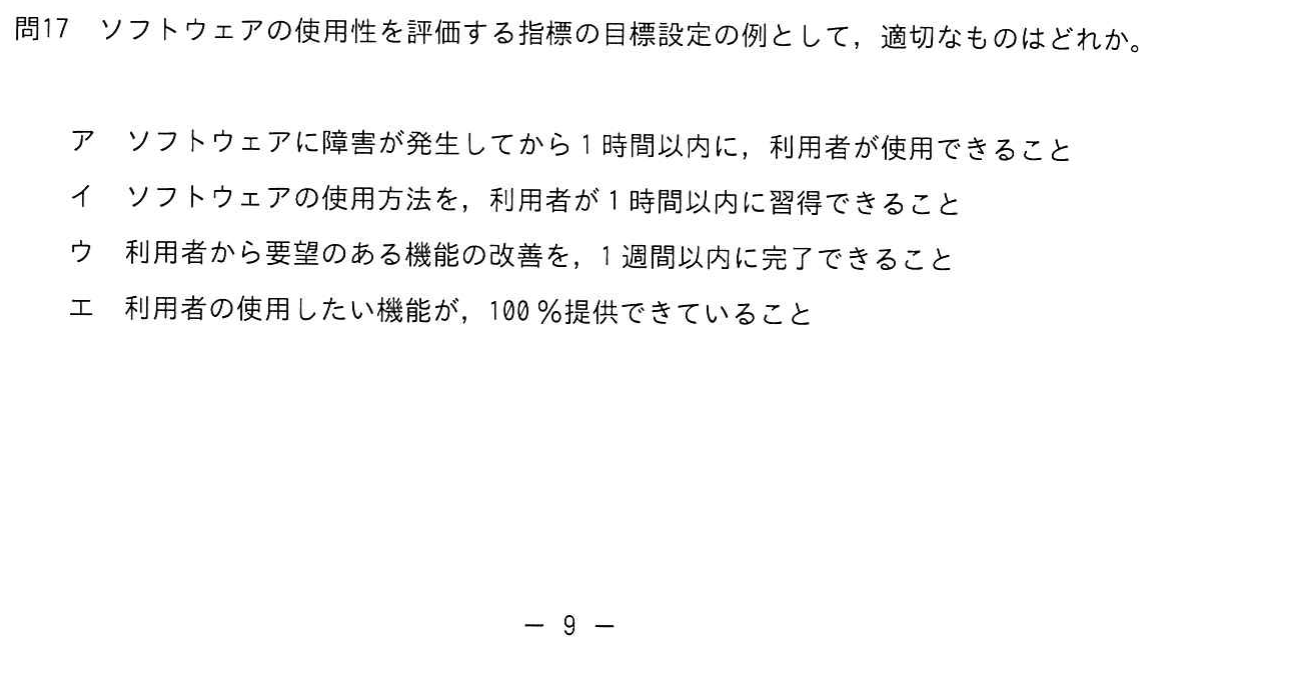 問17　ソフトウェアの使用性を評価する指標の目標設定の例として，適切なものはどれか。
ア　ソフトウェアに障害が発生してから1時間以内に，利用者が使用できること
イ　ソフトウェアの使用方法を，利用者が1時間以内に習得できること
ウ　利用者から要望のある機能の改善を，1週間以内に完了できること
エ　利用者の使用したい機能が，100％提供できていること
－ 9 －